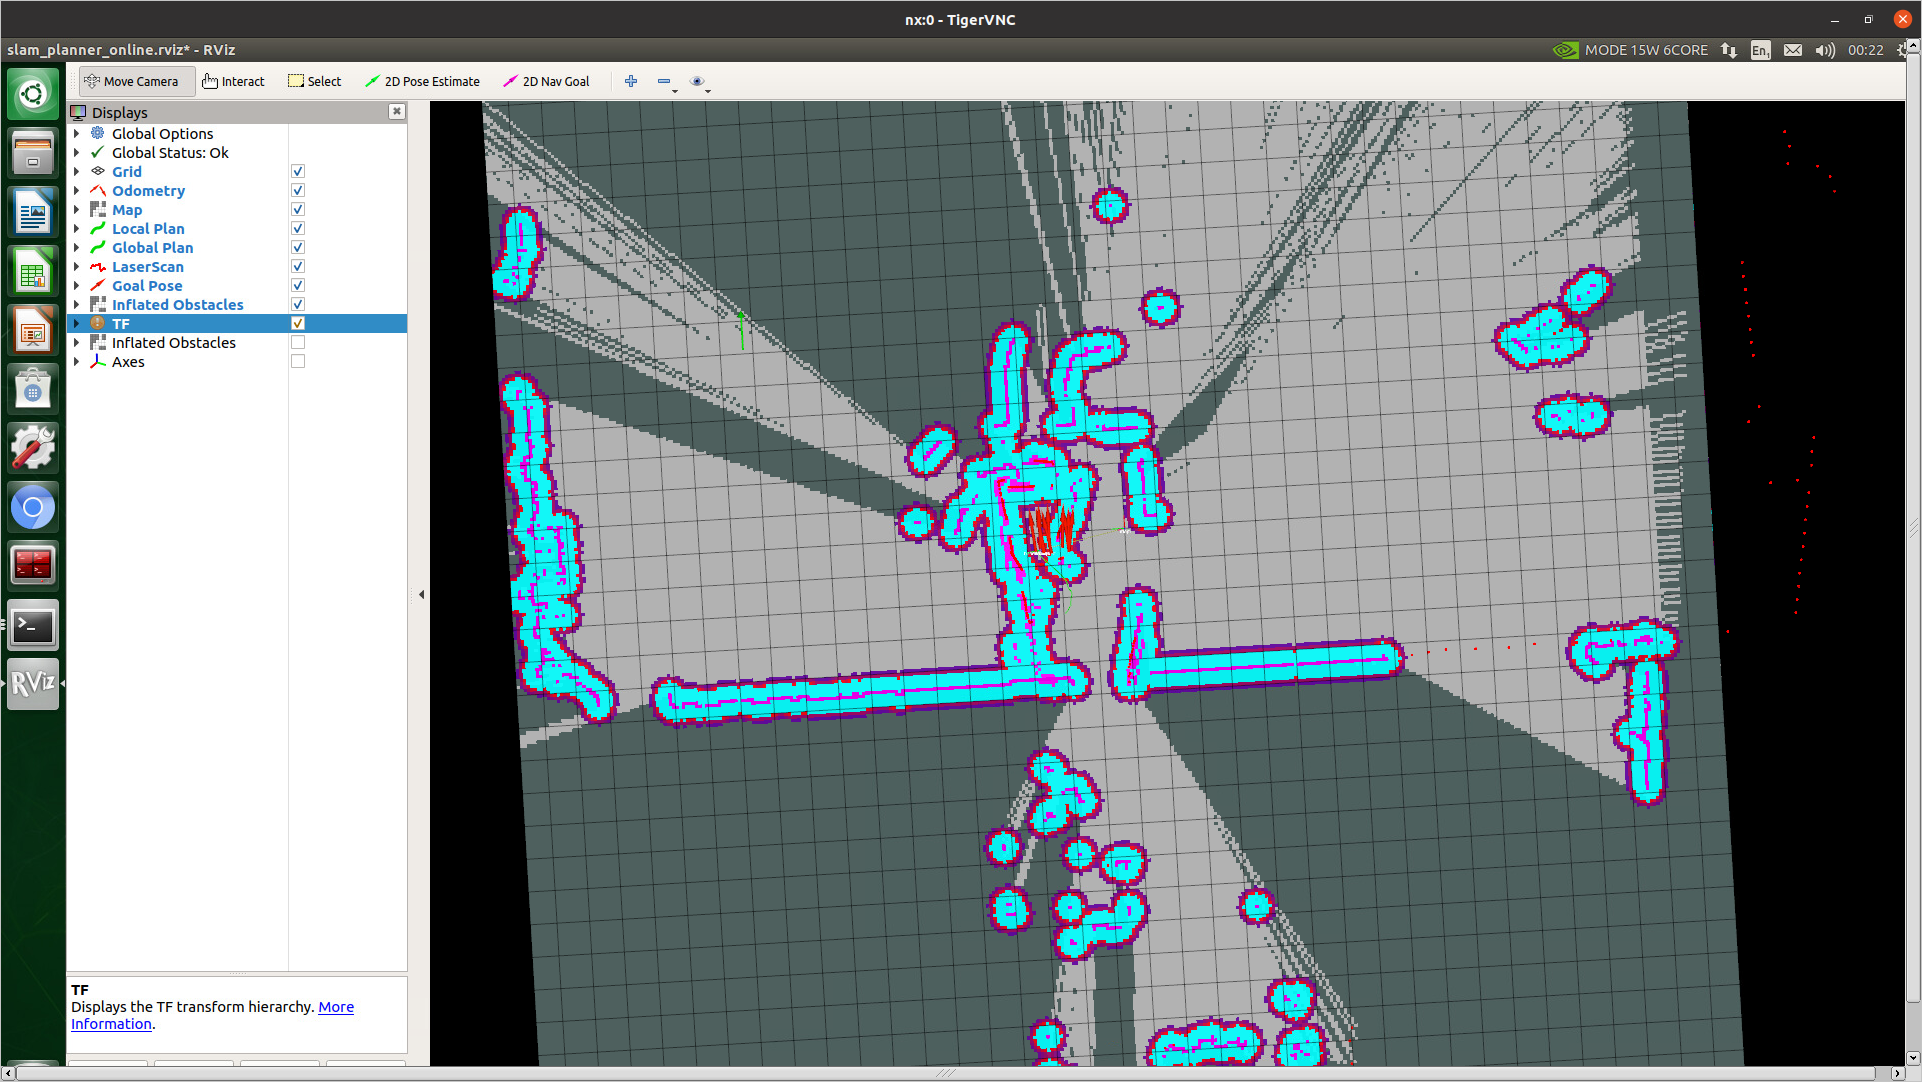 nx:0 - TigerVNC
slam_planner_online.rviz* - RViz
MODE 15W 6CORE
En1
00:22
Move Camera
Interact
Select
2D Pose Estimate
2D Nav Goal
Displays
Global Options
Global Status: Ok
Grid
Odometry
Map
Local Plan
Global Plan
LaserScan
Goal Pose
Inflated Obstacles
TF
Inflated Obstacles
Axes
RViz
TF
Displays the TF transform hierarchy. More
Information.